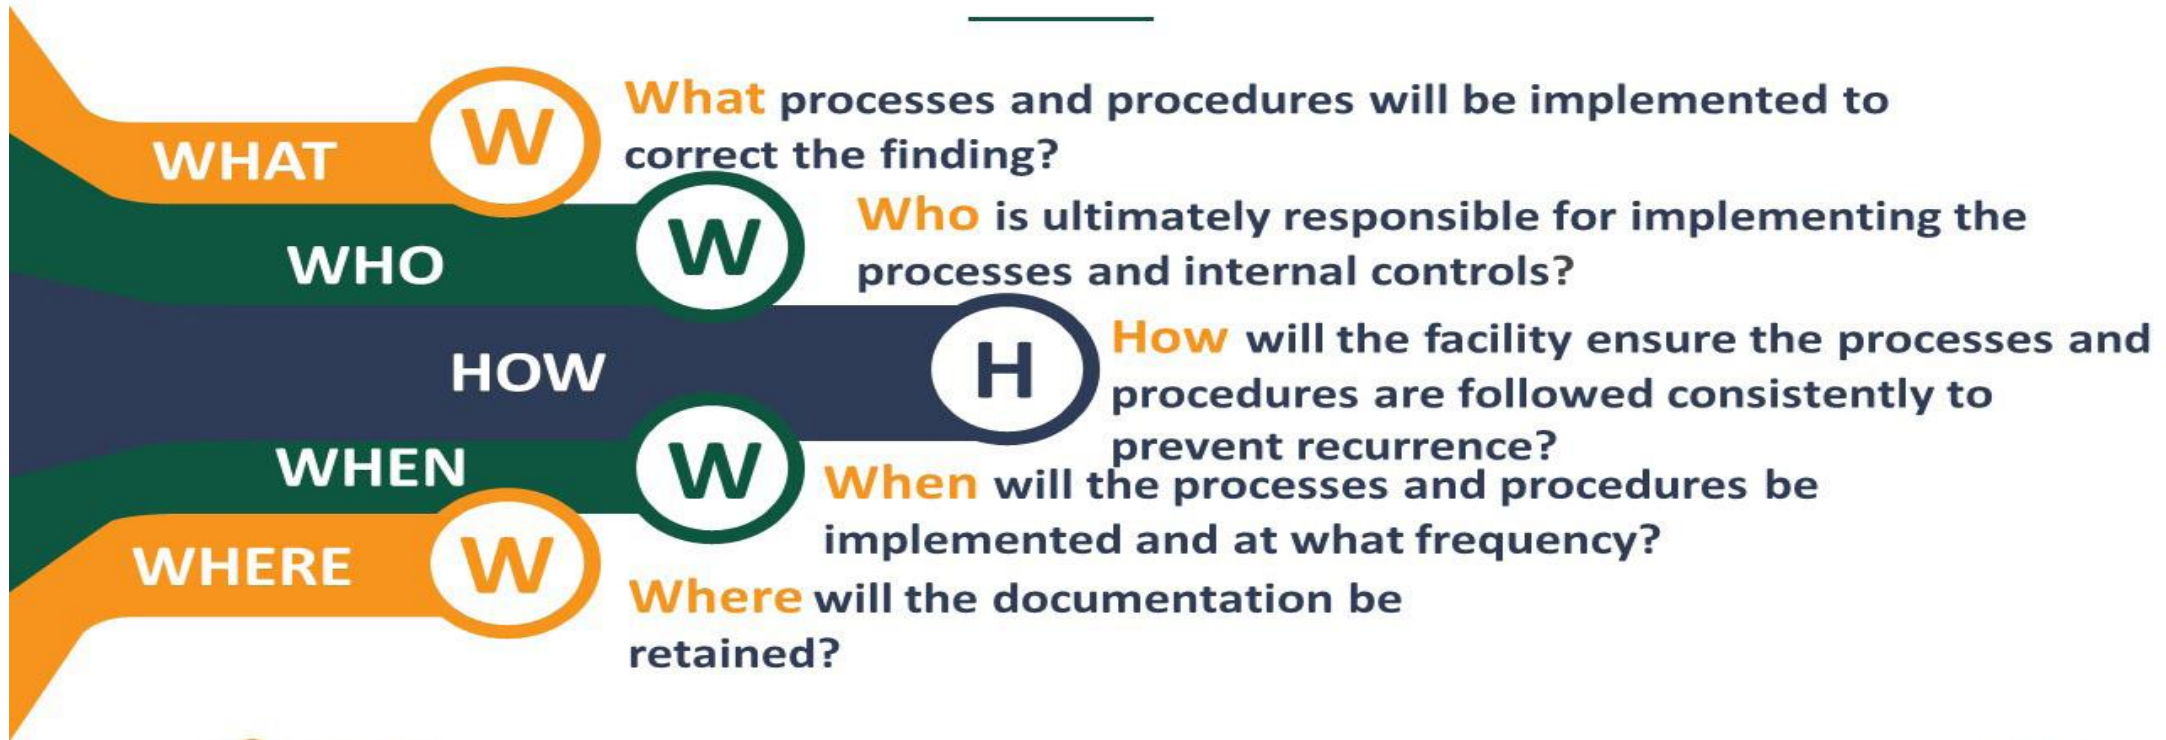 WHAT
W
What processes and procedures will be implemented to
correct the finding?
WHO
W
Who is ultimately responsible for implementing the
processes and internal controls?
HOW
H
How will the facility ensure the processes and
procedures are followed consistently to
prevent recurrence?
WHEN
W
When will the processes and procedures be
implemented and at what frequency?
WHERE
W
Where will the documentation be
retained?